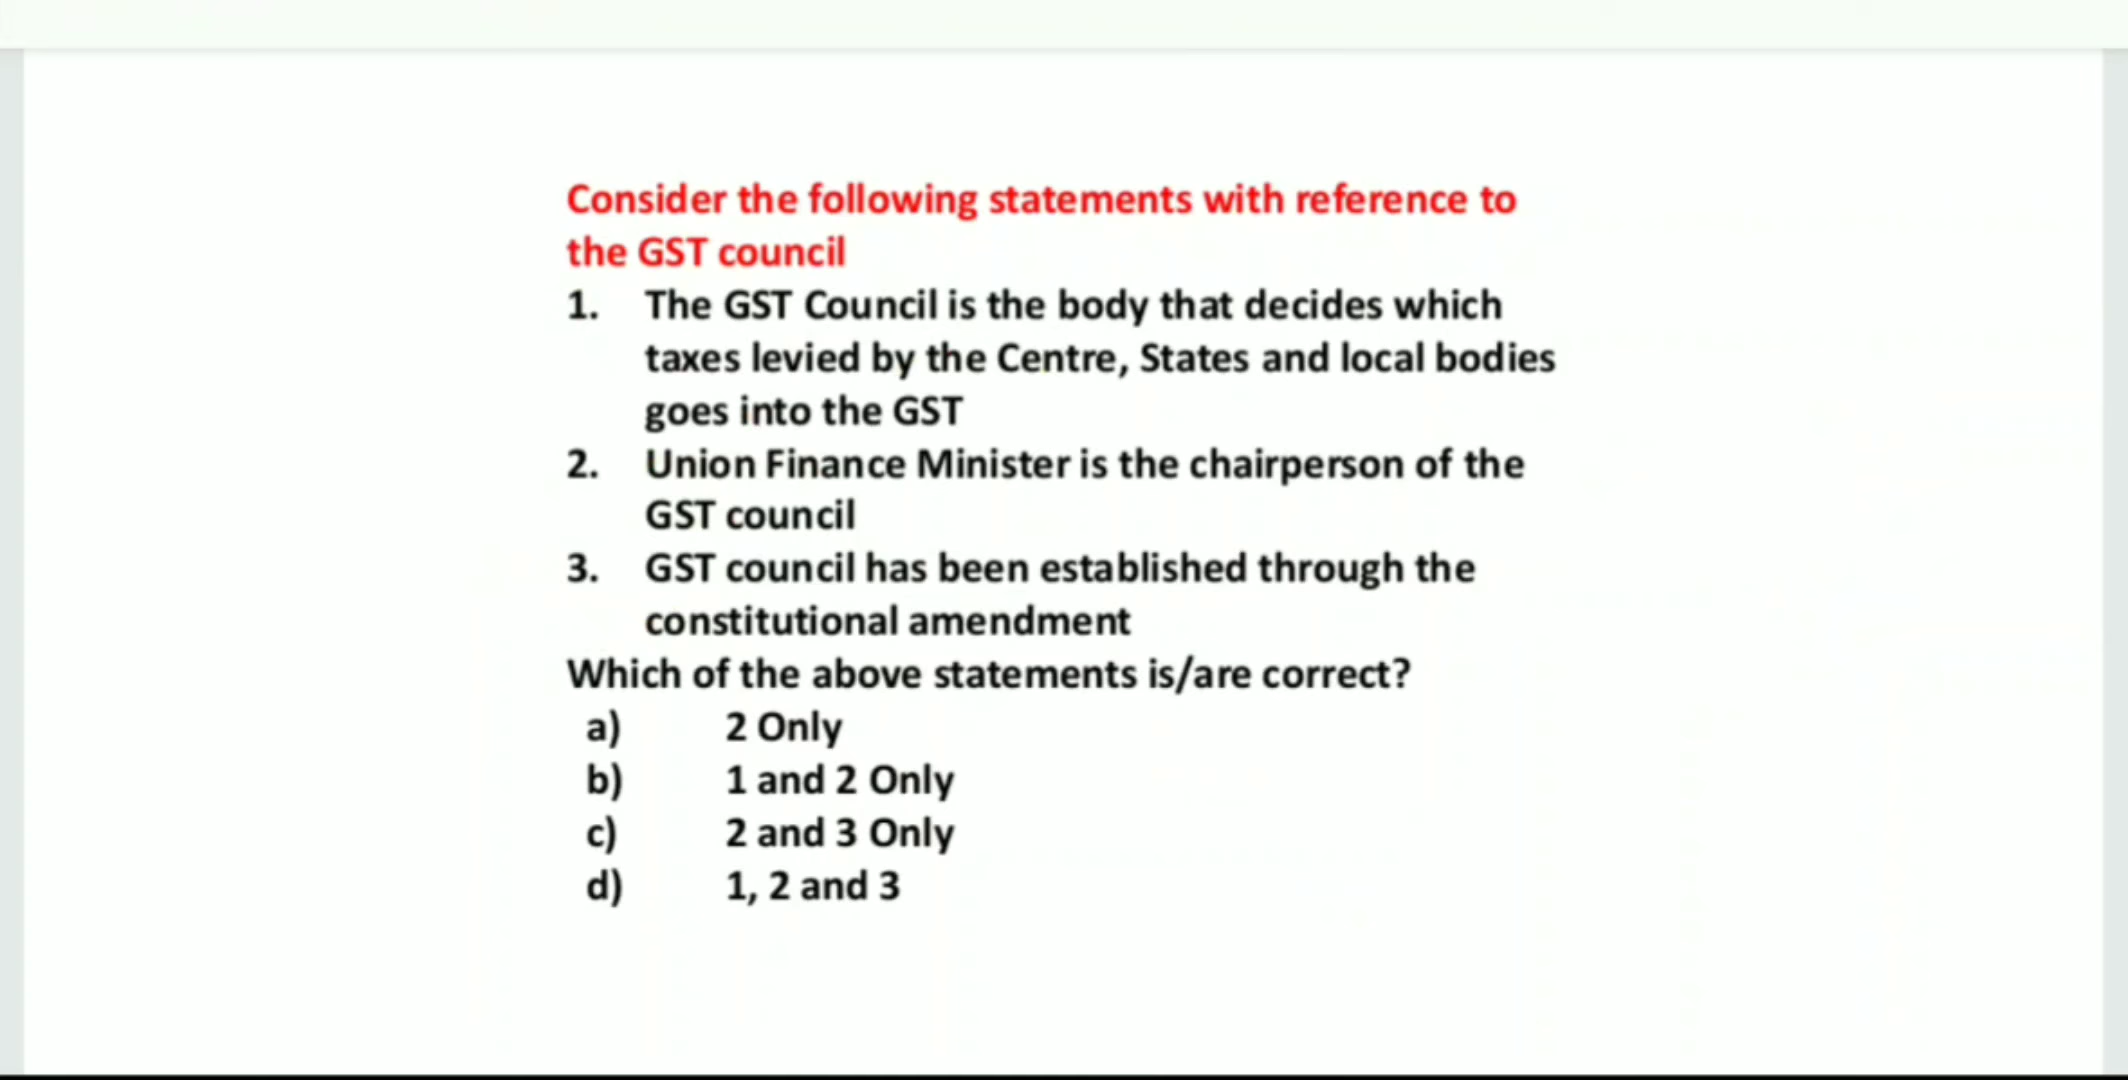 Consider the following statements with reference to
the GST council
1. The GST Council is the body that decides which
taxes levied by the Centre, States and local bodies
goes into the GST
2. Union Finance Minister is the chairperson of the
GST council
3. GST council has been established through the
constitutional amendment
Which of the above statements is/are correct?
a) 2 Only
b) 1 and 2 Only
c) 2 and 3 Only
d) 1, 2 and 3